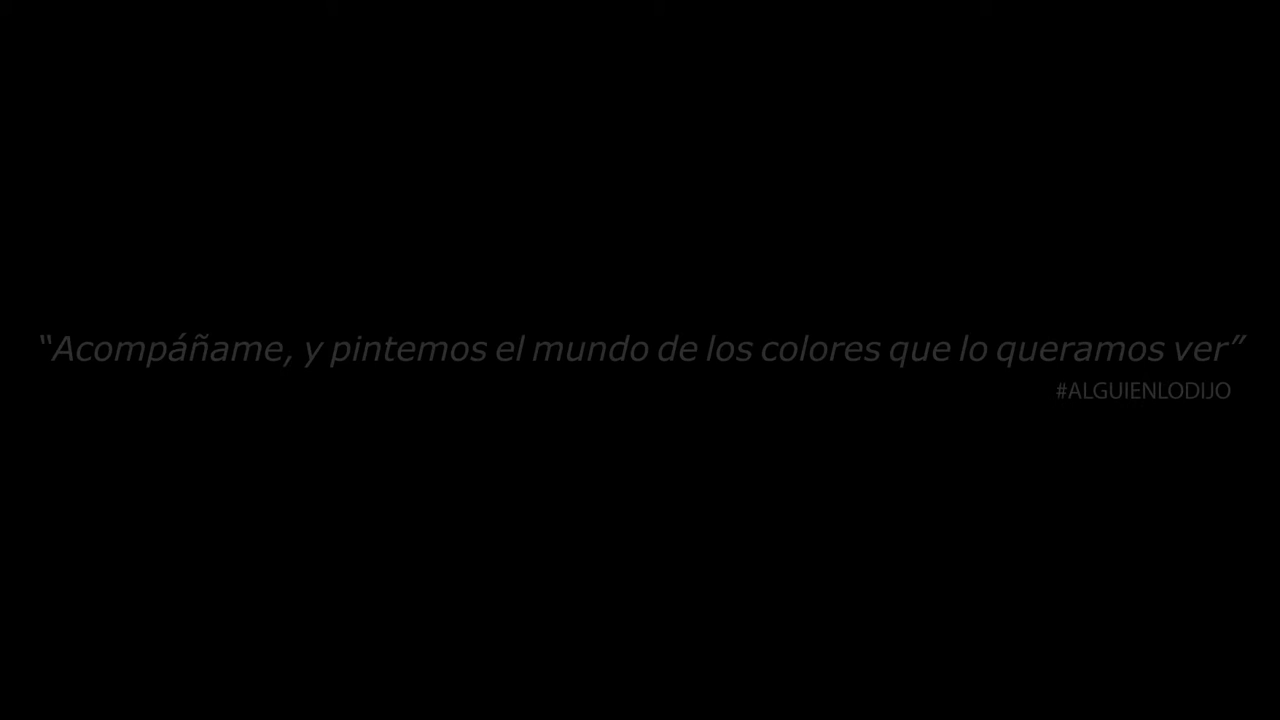 “Acompáñame, y pintemos el mundo de los colores que lo queramos ver”
#ALGUIENLODIJO